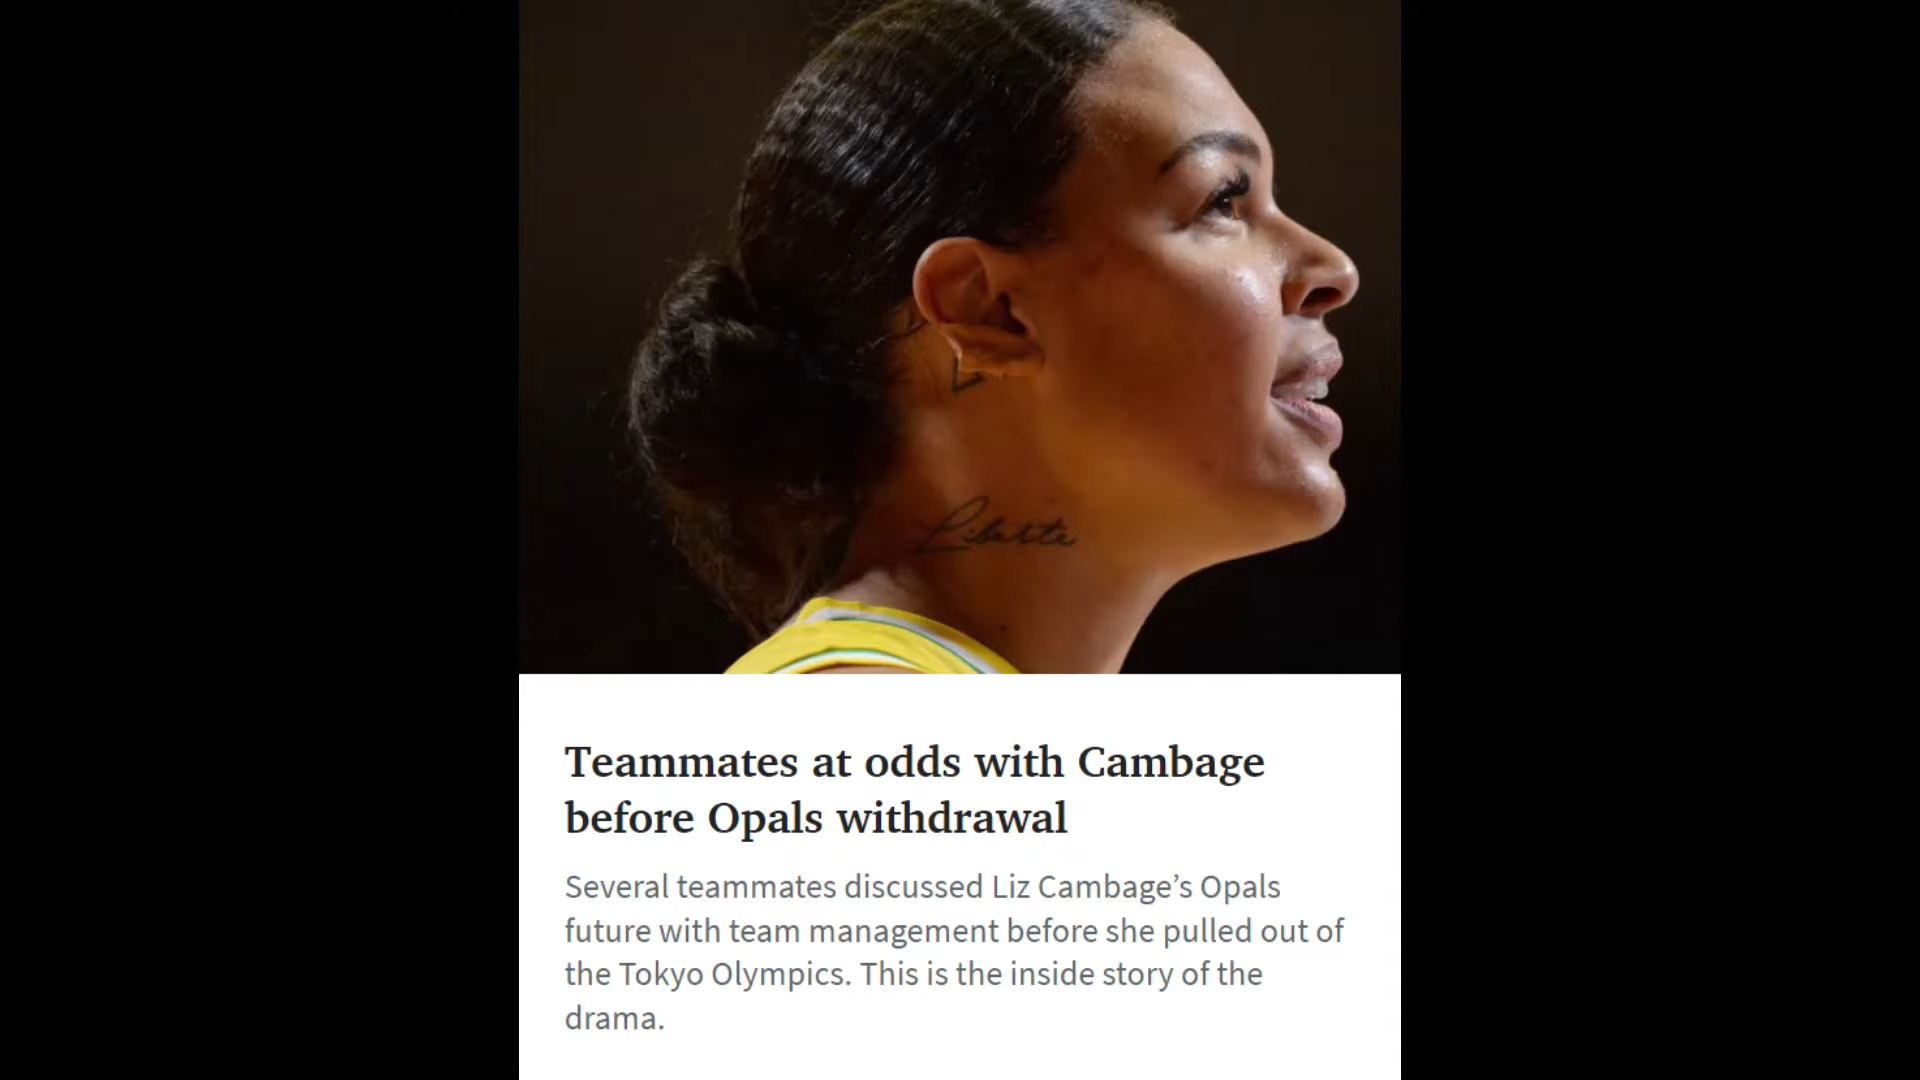 Liberte
Teammates at odds with Cambage
before Opals withdrawal
Several teammates discussed Liz Cambage’s Opals
future with team management before she pulled out of
the Tokyo Olympics. This is the inside story of the
drama.